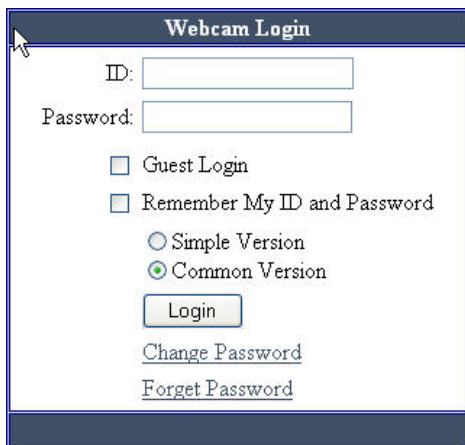 Webcam Login
ID:
Password:
Guest Login
Remember My ID and Password
Simple Version
Common Version
Login
Change Password
Forget Password